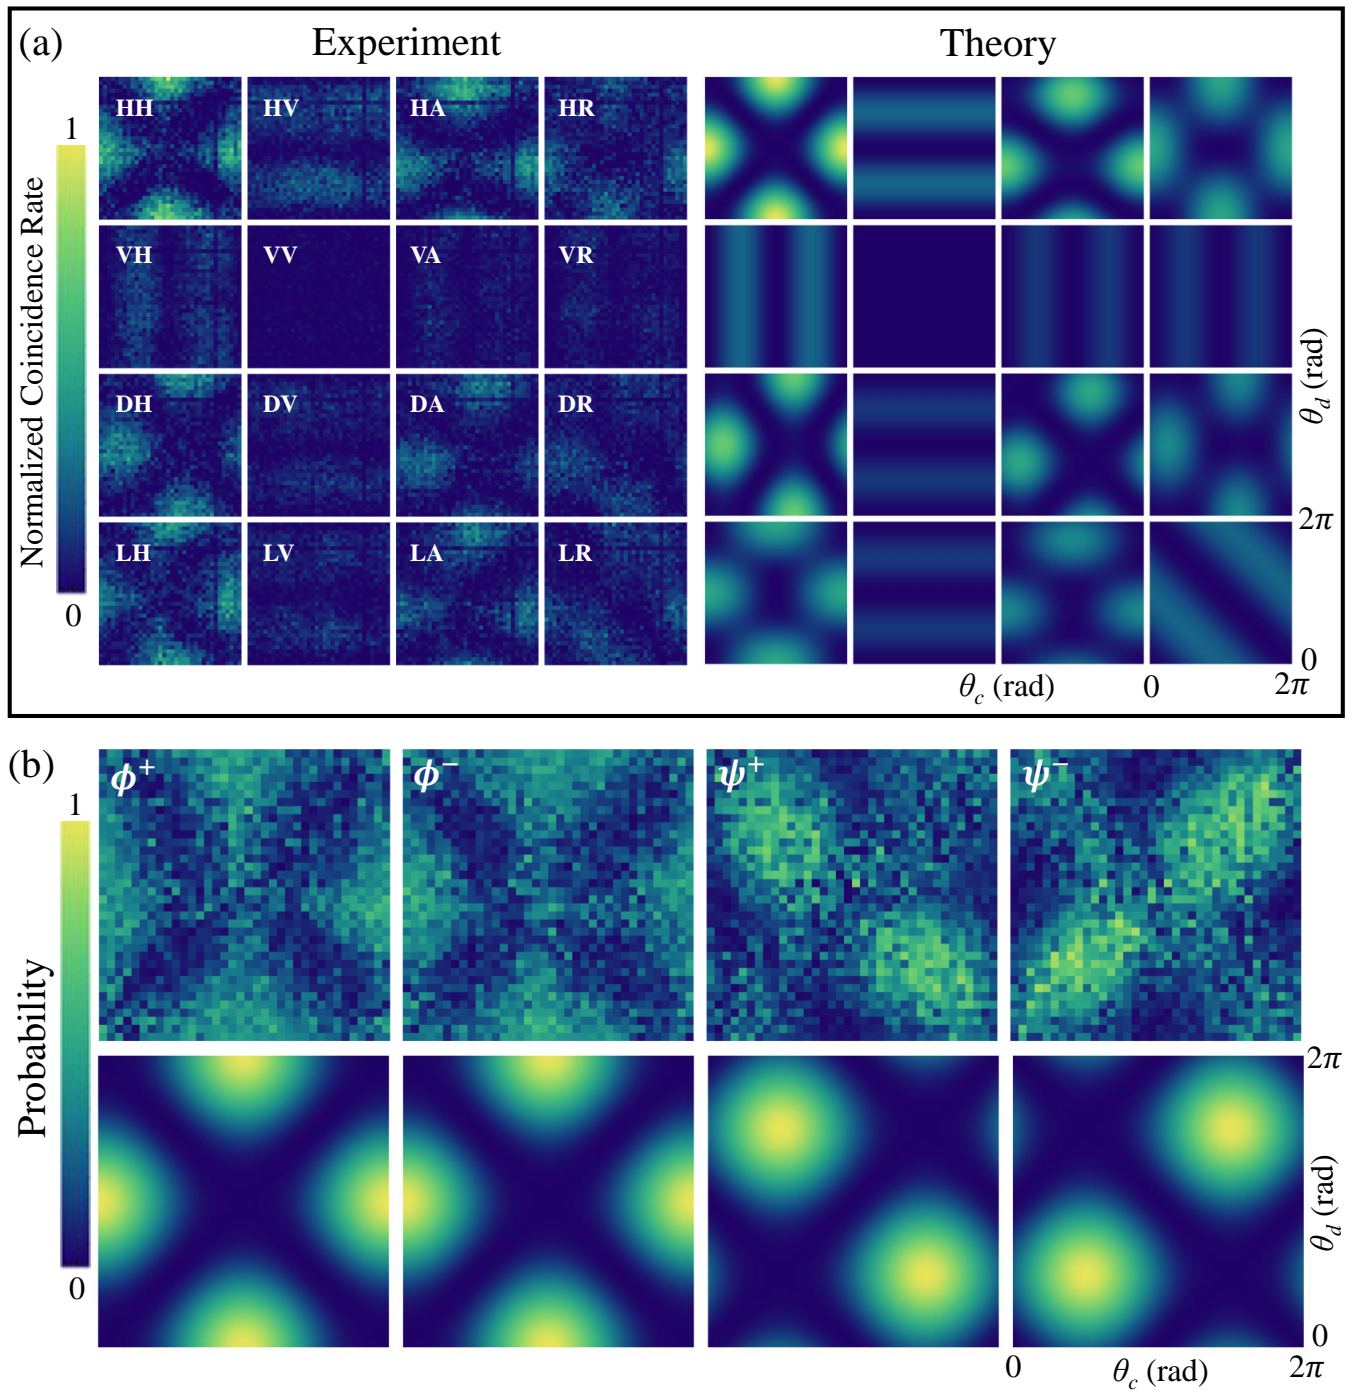 (a)
Experiment
Theory
Normalized Coincidence Rate
1
0
HH HV HA HR
VH VV VA VR
DH DV DA DR
LH LV LA LR
θd (rad)
2π
0
θc (rad)
0
2π
(b)
ϕ⁺ ϕ⁻ ψ⁺ ψ⁻
Probability
1
0
2π
θd (rad)
0
0
θc (rad)
2π